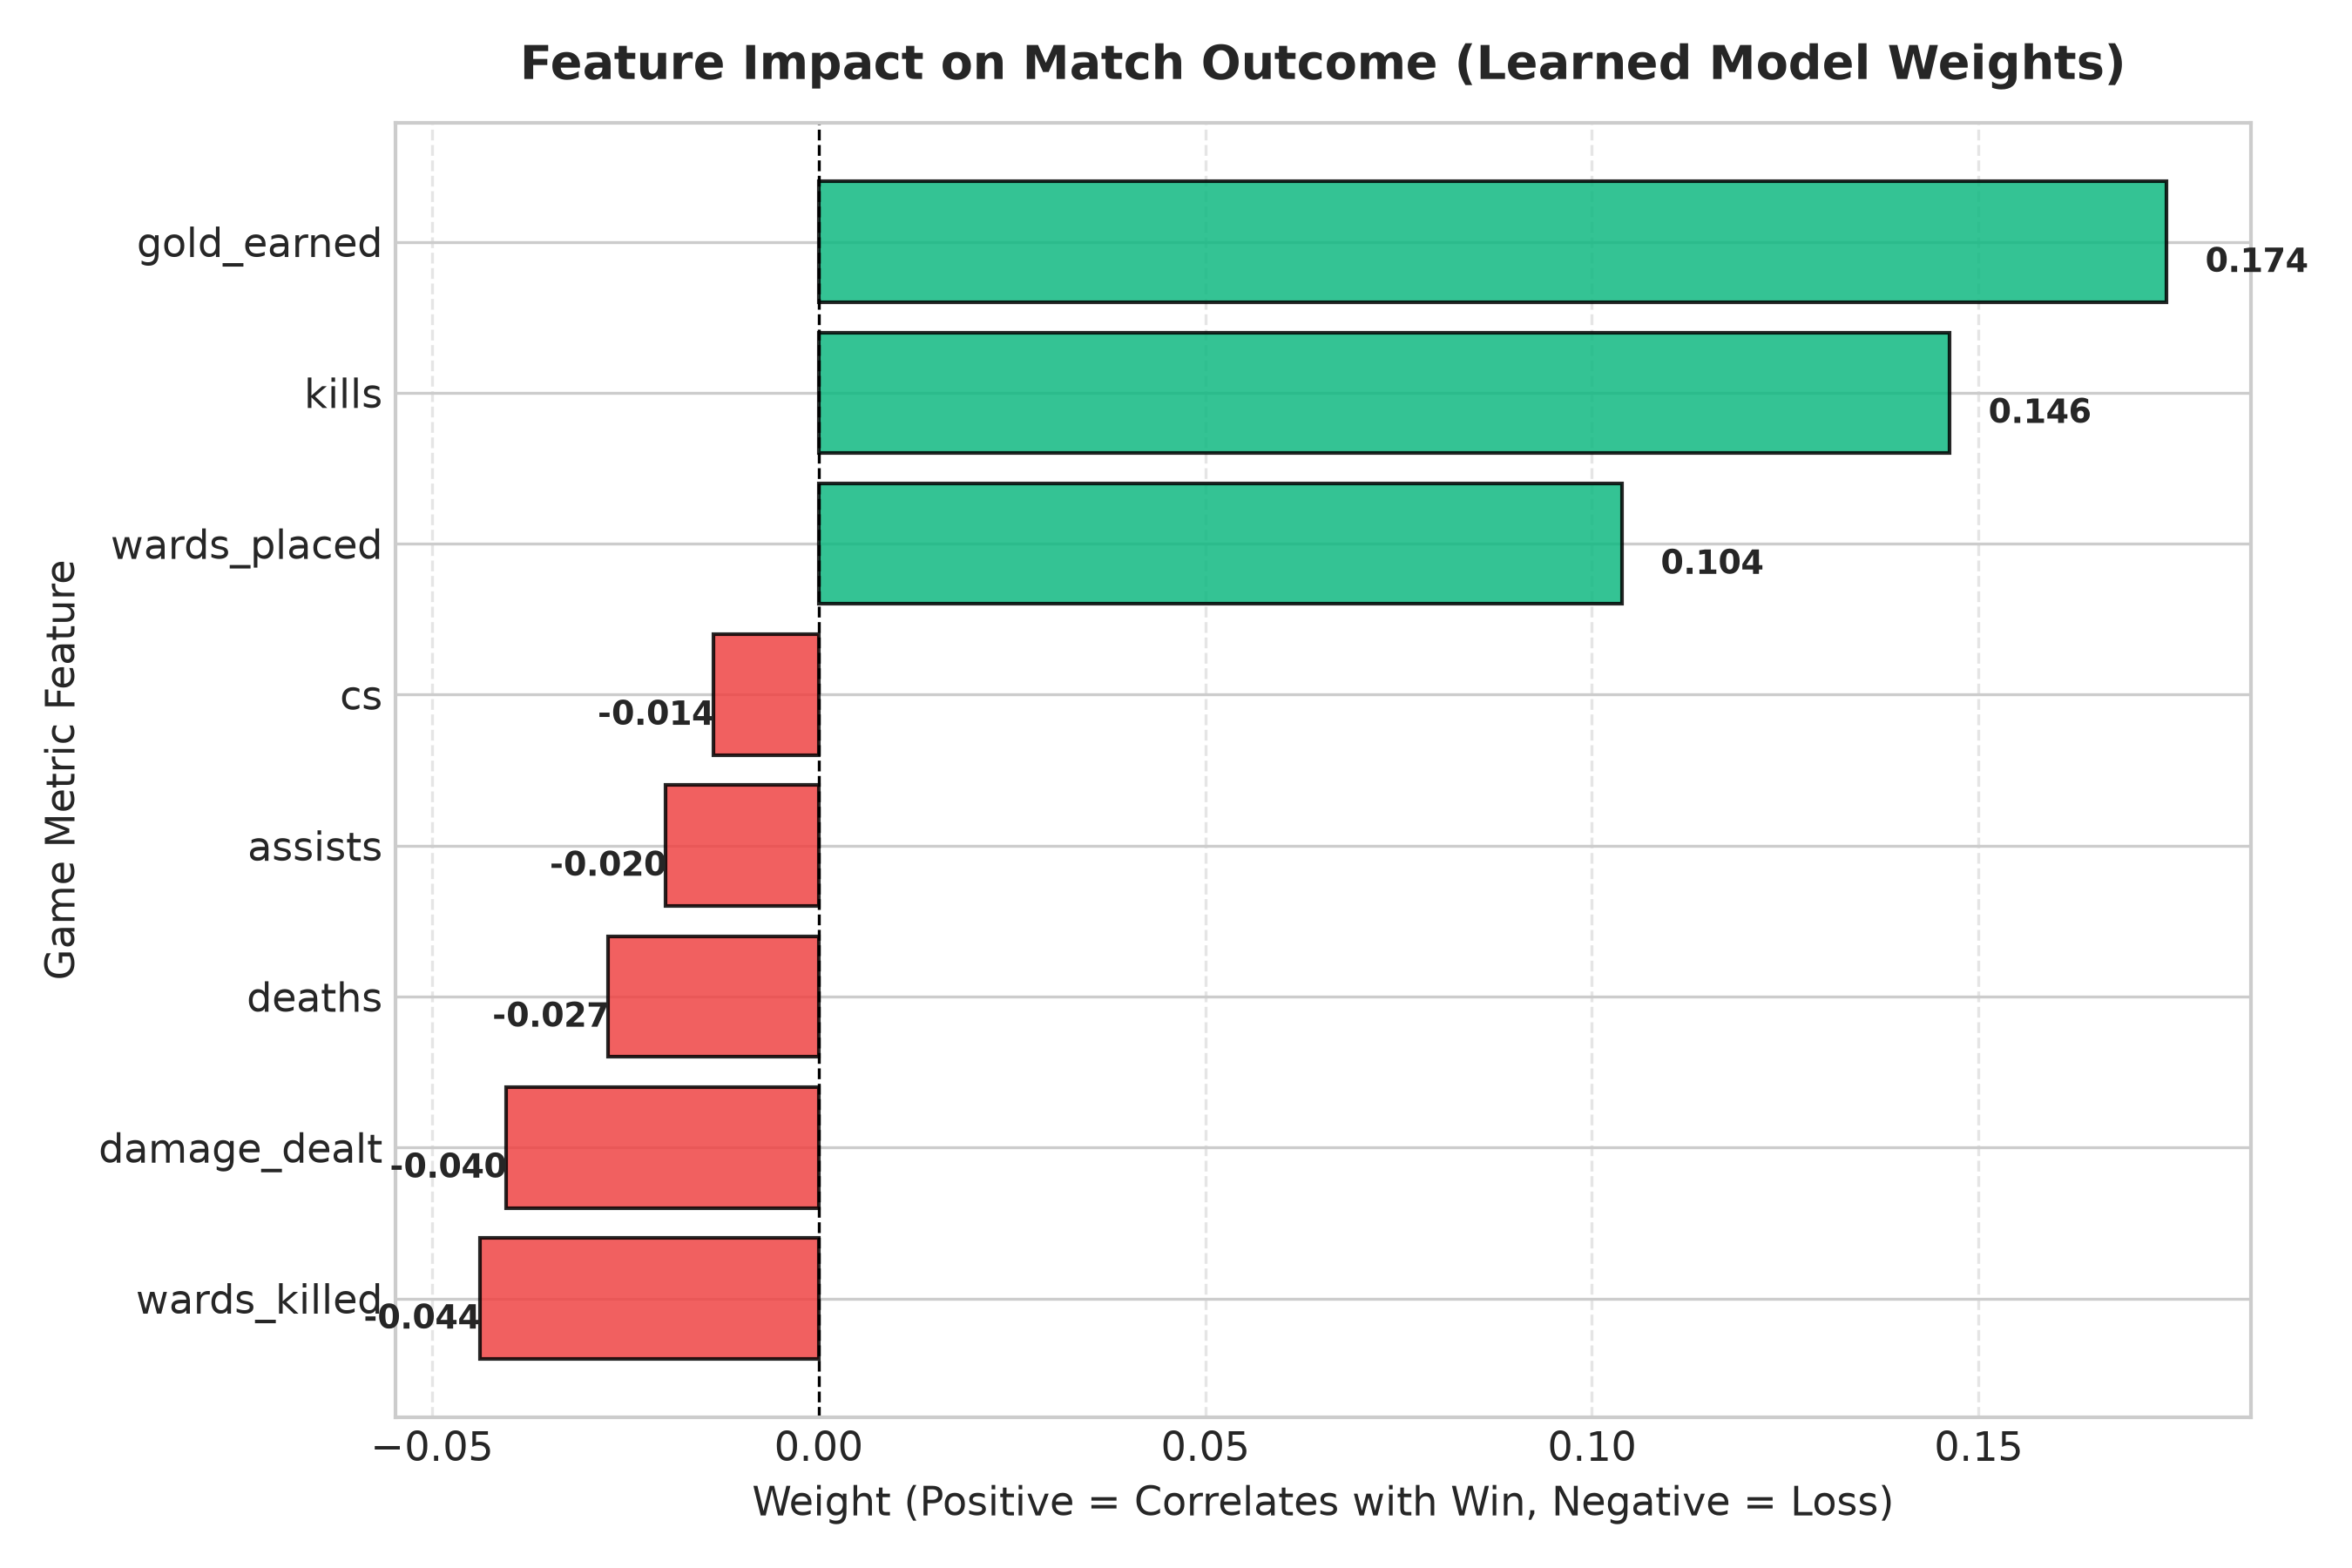 Feature Impact on Match Outcome (Learned Model Weights)
Game Metric Feature
gold_earned
0.174
kills
0.146
wards_placed
0.104
cs
-0.014
assists
-0.020
deaths
-0.027
damage_dealt
-0.040
wards_killed
-0.044
−0.05
0.00
0.05
0.10
0.15
Weight (Positive = Correlates with Win, Negative = Loss)